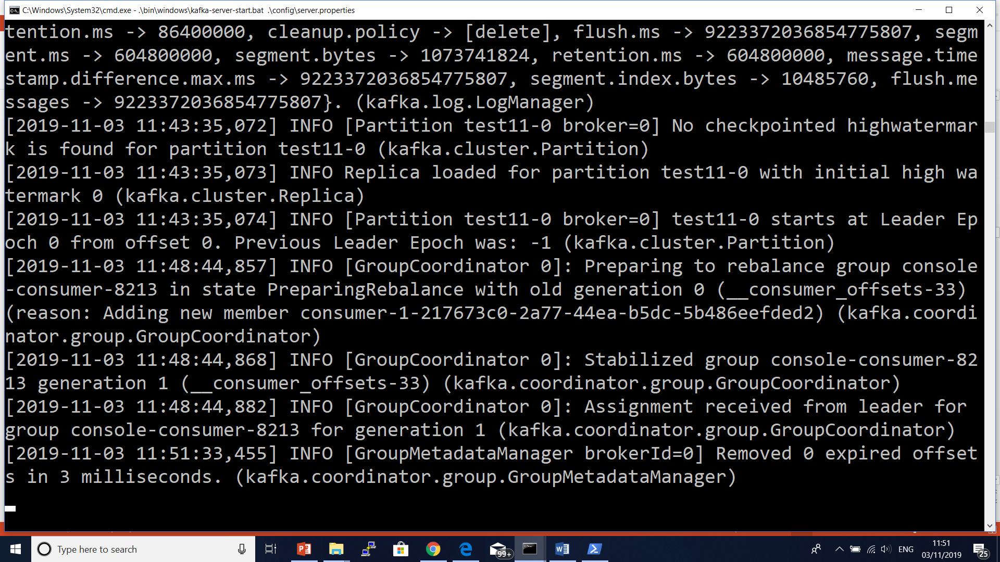 C:\Windows\System32\cmd.exe - .\bin\windows\kafka-server-start.bat .\config\server.properties
tention.ms -> 86400000, cleanup.policy -> [delete], flush.ms -> 9223372036854775807, segm
ent.ms -> 604800000, segment.bytes -> 1073741824, retention.ms -> 604800000, message.time
stamp.difference.max.ms -> 9223372036854775807, segment.index.bytes -> 10485760, flush.me
ssages -> 9223372036854775807}. (kafka.log.LogManager)
[2019-11-03 11:43:35,072] INFO [Partition test11-0 broker=0] No checkpointed highwatermar
k is found for partition test11-0 (kafka.cluster.Partition)
[2019-11-03 11:43:35,073] INFO Replica loaded for partition test11-0 with initial high wa
termark 0 (kafka.cluster.Replica)
[2019-11-03 11:43:35,074] INFO [Partition test11-0 broker=0] test11-0 starts at Leader Ep
och 0 from offset 0. Previous Leader Epoch was: -1 (kafka.cluster.Partition)
[2019-11-03 11:48:44,857] INFO [GroupCoordinator 0]: Preparing to rebalance group console
-consumer-8213 in state PreparingRebalance with old generation 0 (__consumer_offsets-33)
(reason: Adding new member consumer-1-217673c0-2a77-44ea-b5dc-5b486eefded2) (kafka.coordi
nator.group.GroupCoordinator)
[2019-11-03 11:48:44,868] INFO [GroupCoordinator 0]: Stabilized group console-consumer-82
13 generation 1 (__consumer_offsets-33) (kafka.coordinator.group.GroupCoordinator)
[2019-11-03 11:48:44,882] INFO [GroupCoordinator 0]: Assignment received from leader for
group console-consumer-8213 for generation 1 (kafka.coordinator.group.GroupCoordinator)
[2019-11-03 11:51:33,455] INFO [GroupMetadataManager brokerId=0] Removed 0 expired offset
s in 3 milliseconds. (kafka.coordinator.group.GroupMetadataManager)
Type here to search
99+
ENG
11:51
03/11/2019
25